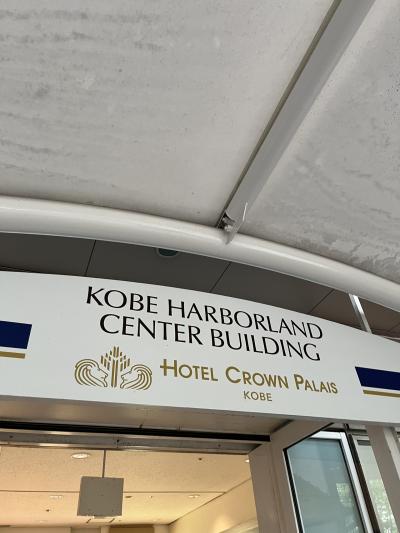 KOBE HARBORLAND
CENTER BUILDING
HOTEL CROWN PALAIS
KOBE